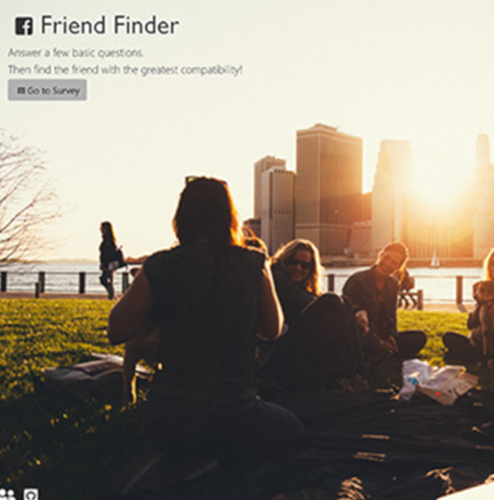 Friend Finder
Answer a few basic questions.
Then find the friend with the greatest compatibility!
Go to Survey